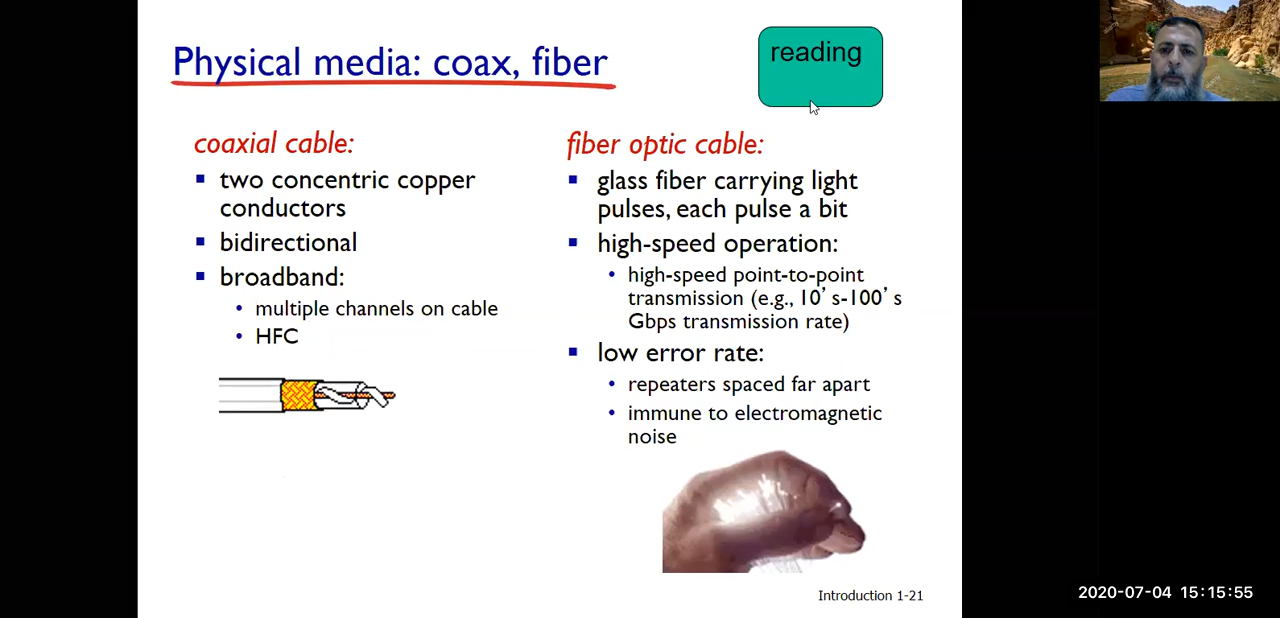 Physical media: coax, fiber
reading
coaxial cable:
two concentric copper
conductors
bidirectional
broadband:
multiple channels on cable
HFC
fiber optic cable:
glass fiber carrying light
pulses, each pulse a bit
high-speed operation:
high-speed point-to-point
transmission (e.g., 10’s-100’s
Gbps transmission rate)
low error rate:
repeaters spaced far apart
immune to electromagnetic
noise
Introduction 1-21
2020-07-04 15:15:55